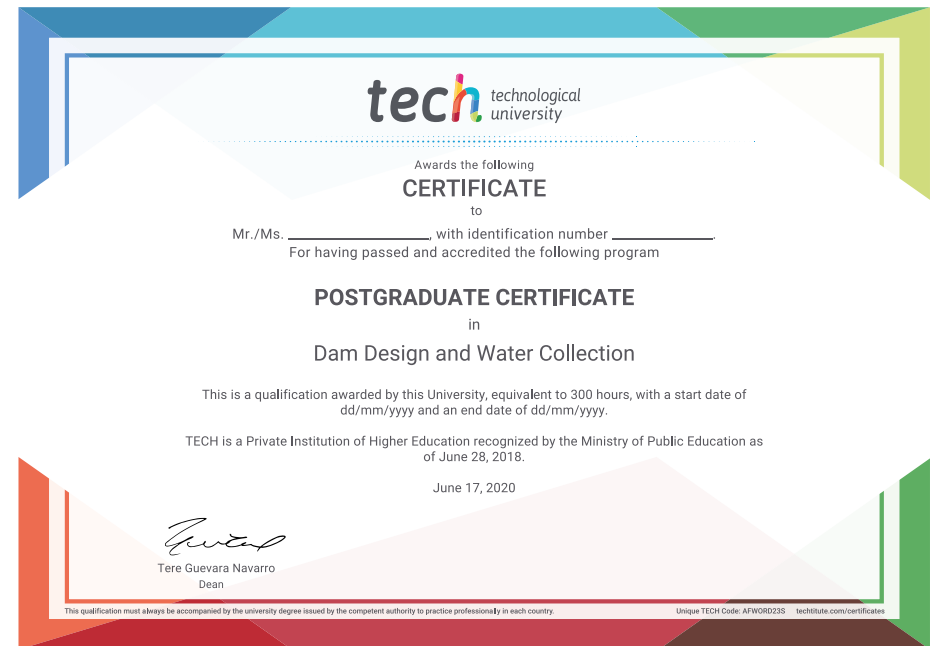 tech technological
university
Awards the following
CERTIFICATE
to
Mr./Ms. ____________________, with identification number ______________.
For having passed and accredited the following program
POSTGRADUATE CERTIFICATE
in
Dam Design and Water Collection
This is a qualification awarded by this University, equivalent to 300 hours, with a start date of
dd/mm/yyyy and an end date of dd/mm/yyyy.
TECH is a Private Institution of Higher Education recognized by the Ministry of Public Education as
of June 28, 2018.
June 17, 2020
Tere Guevara Navarro
Dean
This qualification must always be accompanied by the university degree issued by the competent authority to practice professionally in each country. Unique TECH Code: AFWORD23S techtitute.com/certificates